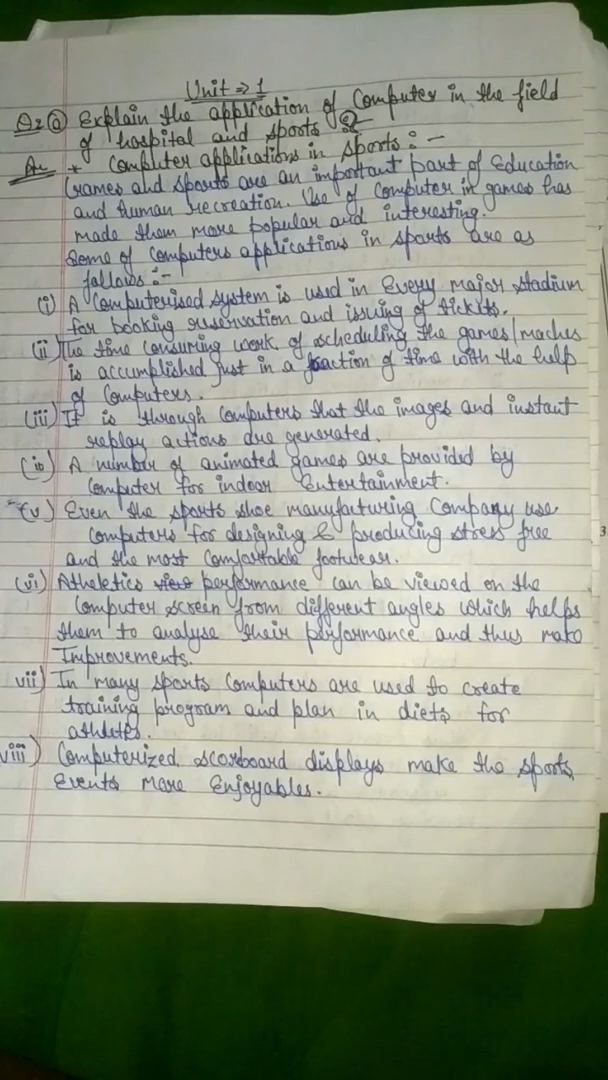 Unit ⇒ 1
Q2 (a) Explain the application of Computer in the field
of hospital and sports ?
Ans * Computer applications in Sports : -
Games and sports are an important part of Education
and human recreation. Use of Computer in games has
made them more popular and interesting.
Some of Computers applications in sports are as
follows :-
(i) A Computerised system is used in Every major stadium
for booking reservation and issuing of tickits.
(ii) The time consuming work of scheduling the games/maches
is accomplished just in a fraction of time with the help
of Computers.
(iii) It is through Computers that the images and instant
replay actions are generated.
(iv) A number of animated games are provided by
Computer for indoor Entertainment.
(v) Even the sports shoe manufacturing Company use
computers for designing & producing stress free
and the most Comfortable footwear.
(vi) Atheletics performance can be viewed on the
Computer screen from different angles which helps
them to analyse their performance and thus make
Improvements.
vii) In many sports Computers are used to create
training program and plan in diets for
athletes.
viii) Computerized scorboard displays make the sports
Events More Enjoyables.
3